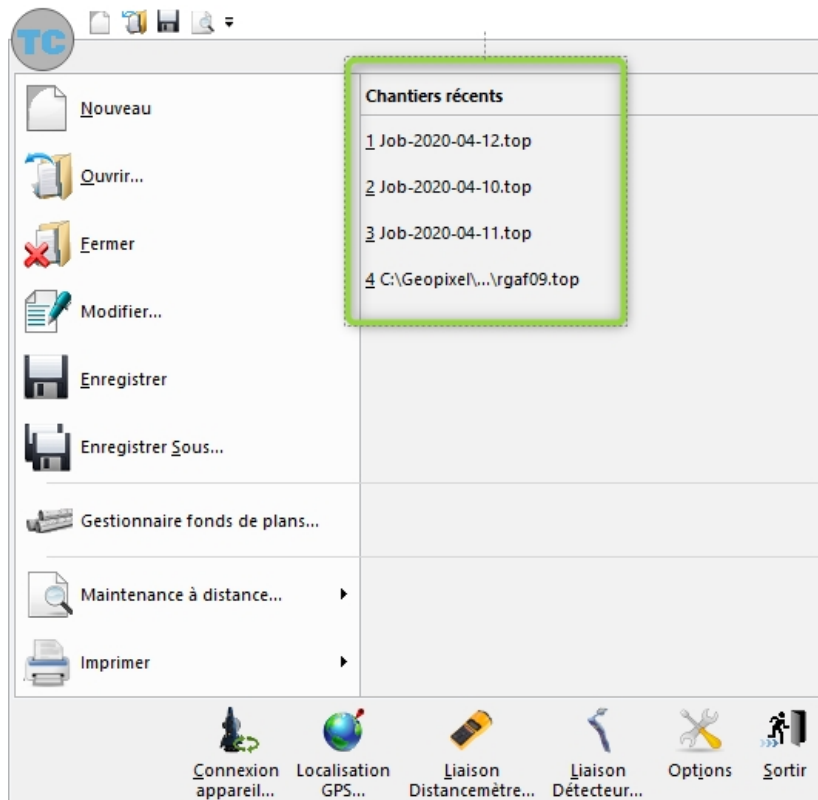 TC
Nouveau
Ouvrir...
Fermer
Modifier...
Enregistrer
Enregistrer Sous...
Gestionnaire fonds de plans...
Maintenance à distance...
Imprimer
Chantiers récents
1 Job-2020-04-12.top
2 Job-2020-04-10.top
3 Job-2020-04-11.top
4 C:\Geopixel\...\rgaf09.top
Connexion
appareil...
Localisation
GPS...
Liaison
Distancemètre...
Liaison
Détecteur...
Options
Sortir